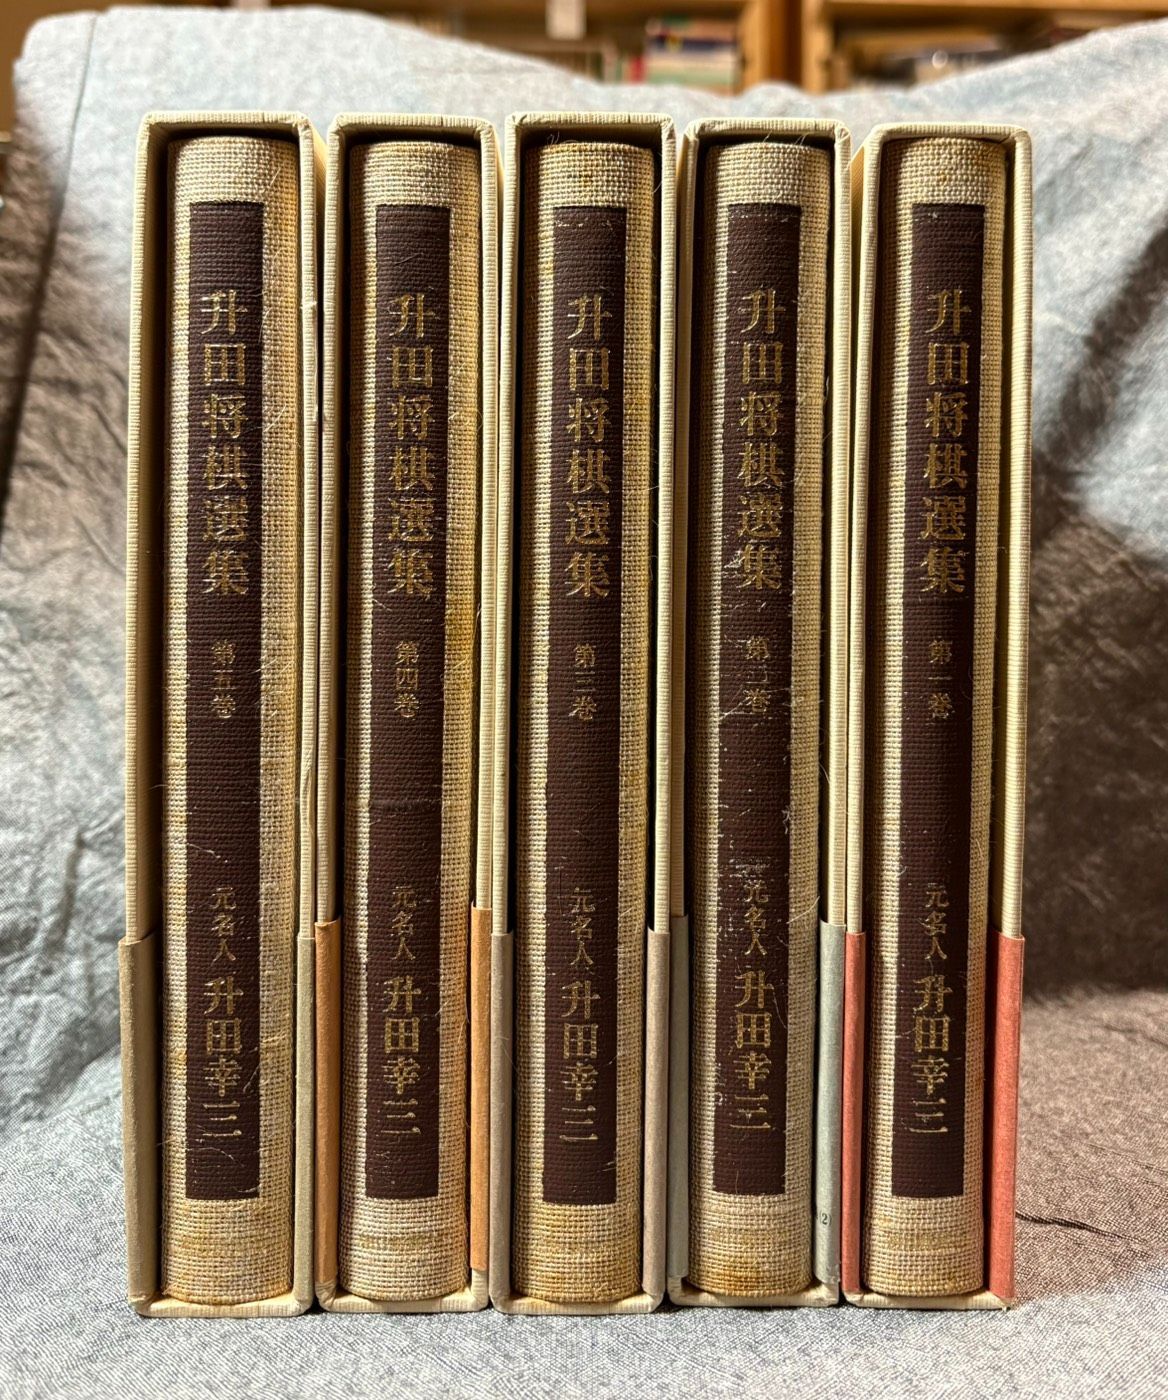 升田将棋選集 第一巻 元名人 升田幸三
升田将棋選集 第二巻 元名人 升田幸三
升田将棋選集 第三巻 元名人 升田幸三
升田将棋選集 第四巻 元名人 升田幸三
升田将棋選集 第五巻 元名人 升田幸三